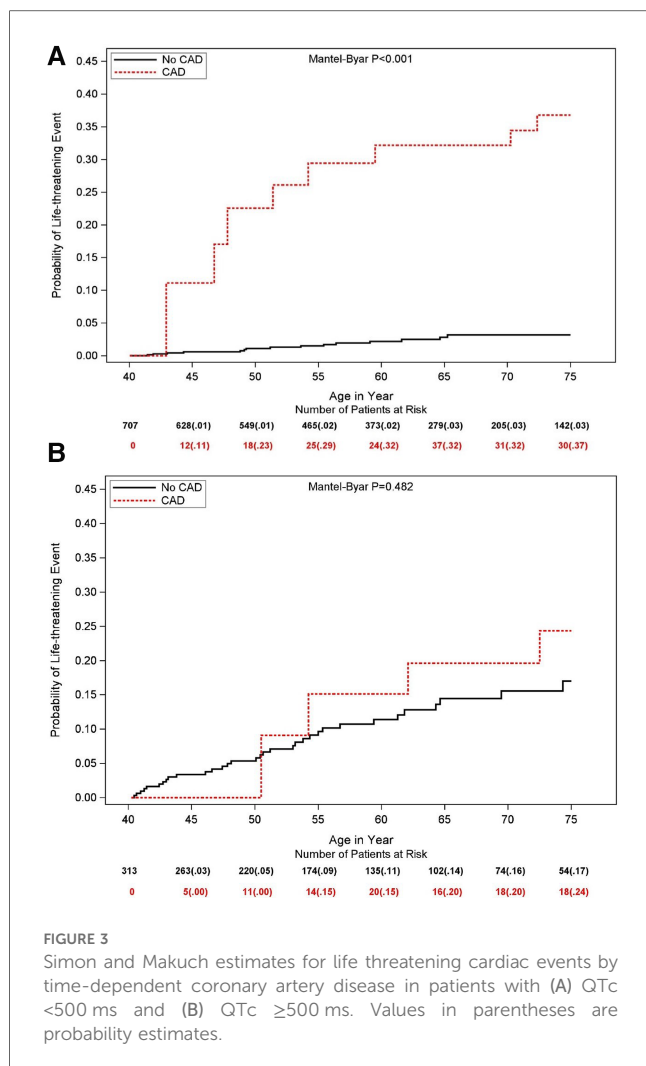 A
No CAD
CAD
Mantel-Byar P<0.001
Probability of Life-threatening Event
0.45
0.40
0.35
0.30
0.25
0.20
0.15
0.10
0.05
0.00
40 45 50 55 60 65 70 75
Age in Year
Number of Patients at Risk
707 628(.01) 549(.01) 465(.02) 373(.02) 279(.03) 205(.03) 142(.03)
0 12(.11) 18(.23) 25(.29) 24(.32) 37(.32) 31(.32) 30(.37)
B
No CAD
CAD
Mantel-Byar P=0.482
Probability of Life-threatening Event
0.45
0.40
0.35
0.30
0.25
0.20
0.15
0.10
0.05
0.00
40 45 50 55 60 65 70 75
Age in Year
Number of Patients at Risk
313 263(.03) 220(.05) 174(.09) 135(.11) 102(.14) 74(.16) 54(.17)
0 5(.00) 11(.00) 14(.15) 20(.15) 16(.20) 18(.20) 18(.24)
FIGURE 3
Simon and Makuch estimates for life threatening cardiac events by
time-dependent coronary artery disease in patients with (A) QTc
<500 ms and (B) QTc ≥500 ms. Values in parentheses are
probability estimates.